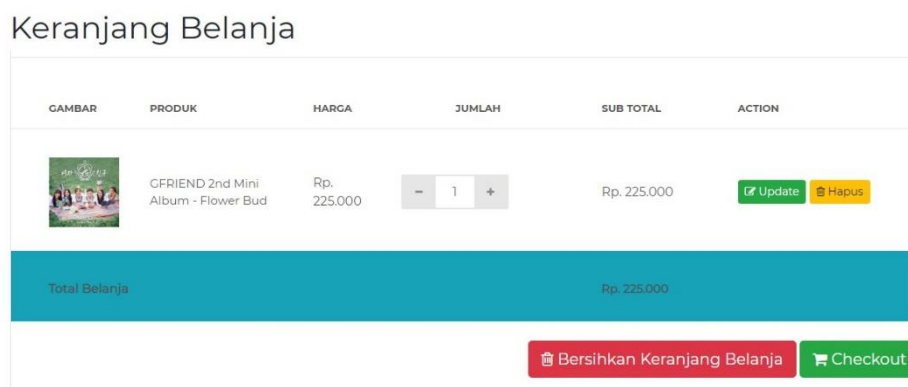 Keranjang Belanja
GAMBAR PRODUK HARGA JUMLAH SUB TOTAL ACTION
GFRIEND 2nd Mini
Album - Flower Bud
Rp.
225.000
- 1 +
Rp. 225.000
Update
Hapus
Total Belanja Rp. 225.000
Bersihkan Keranjang Belanja
Checkout